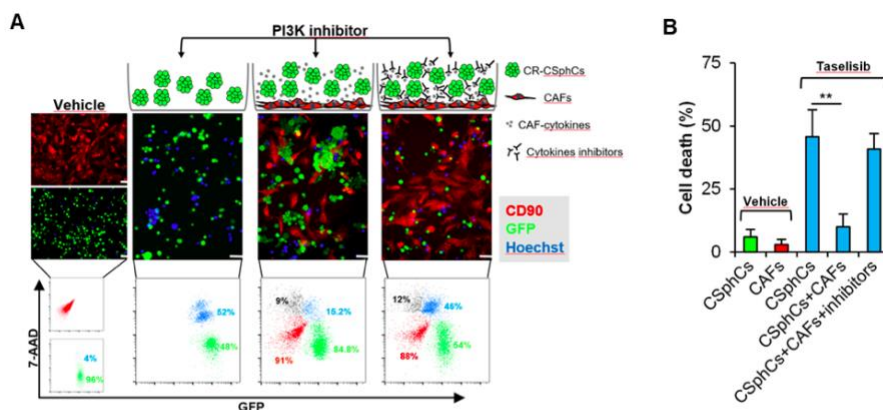 A
PI3K inhibitor
Vehicle
CR-CSphCs
CAFs
CAF-cytokines
Cytokines inhibitors
CD90
GFP
Hoechst
7-AAD
4%
96%
52%
48%
9%
15.2%
91%
84.8%
12%
46%
88%
54%
GFP
B
Cell death (%)
75
50
25
0
Taselisib
**
Vehicle
CSphCs
CAFs
CSphCs
CSphCs+CAFs
CSphCs+CAFs+inhibitors